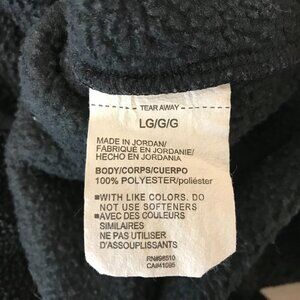 TEAR AWAY
LG/G/G
MADE IN JORDAN/
FABRIQUÉ EN JORDANIE/
HECHO EN JORDANIA
BODY/CORPS/CUERPO
100% POLYESTER/poliéster
■WITH LIKE COLORS. DO
NOT USE SOFTENERS
■AVEC DES COULEURS
SIMILAIRES
NE PAS UTILISER
D'ASSOUPLISSANTS
RN#96510
CA#41095